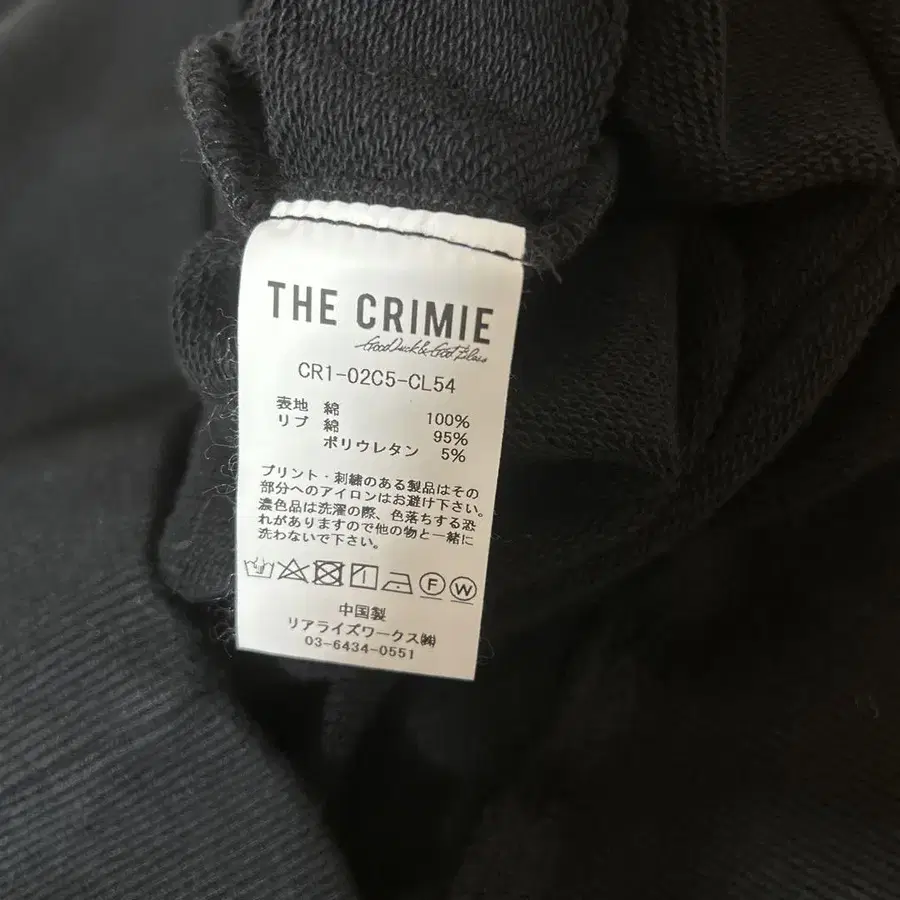 THE CRIMIE
Good Luck & God Bless
CR1-02C5-CL54
表地 綿 100%
リブ 綿 95%
ポリウレタン 5%
プリント・刺繍のある製品はその
部分へのアイロンはお避け下さい。
濃色品は洗濯の際、色落ちする恐
れがありますので他の物と一緒に
洗わないで下さい。
F W
中国製
リアライズワークス㈱
03-6434-0551